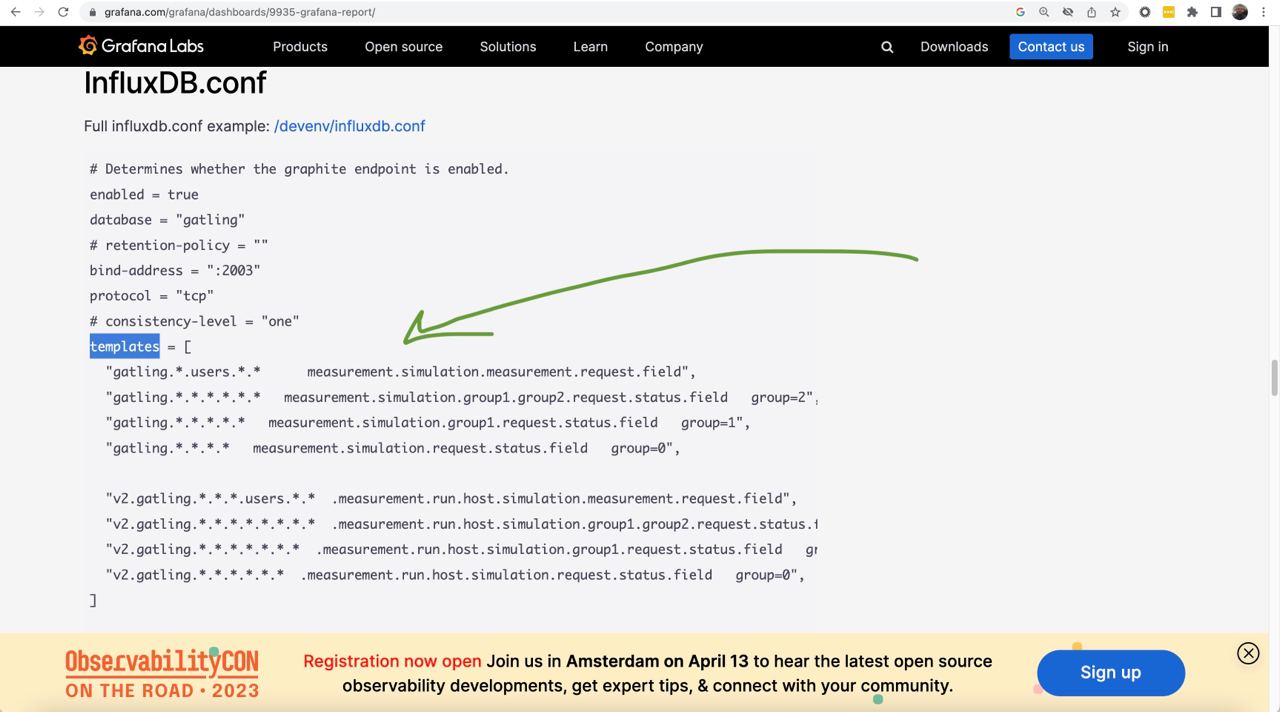 grafana.com/grafana/dashboards/9935-grafana-report/
Grafana Labs Products Open source Solutions Learn Company Downloads Contact us Sign in
InfluxDB.conf
Full influxdb.conf example: /devenv/influxdb.conf
# Determines whether the graphite endpoint is enabled.
enabled = true
database = "gatling"
# retention-policy = ""
bind-address = ":2003"
protocol = "tcp"
# consistency-level = "one"
templates = [
"gatling.*.users.*.* measurement.simulation.measurement.request.field",
"gatling.*.*.*.*.*.* measurement.simulation.group1.group2.request.status.field group=2",
"gatling.*.*.*.*.* measurement.simulation.group1.request.status.field group=1",
"gatling.*.*.*.* measurement.simulation.request.status.field group=0",
"v2.gatling.*.*.*.users.*.* .measurement.run.host.simulation.measurement.request.field",
"v2.gatling.*.*.*.*.*.*.*.* .measurement.run.host.simulation.group1.group2.request.status.f
"v2.gatling.*.*.*.*.*.*.* .measurement.run.host.simulation.group1.request.status.field gr
"v2.gatling.*.*.*.*.*.* .measurement.run.host.simulation.request.status.field group=0",
]
ObservabilityCON
ON THE ROAD • 2023
Registration now open Join us in Amsterdam on April 13 to hear the latest open source
observability developments, get expert tips, & connect with your community.
Sign up